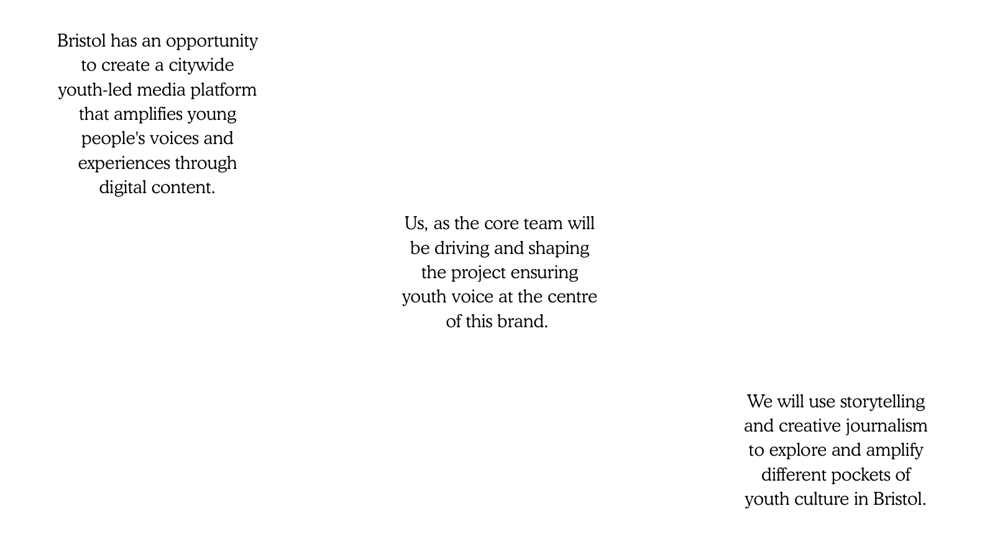 Bristol has an opportunity
to create a citywide
youth-led media platform
that amplifies young
people's voices and
experiences through
digital content.
Us, as the core team will
be driving and shaping
the project ensuring
youth voice at the centre
of this brand.
We will use storytelling
and creative journalism
to explore and amplify
different pockets of
youth culture in Bristol.